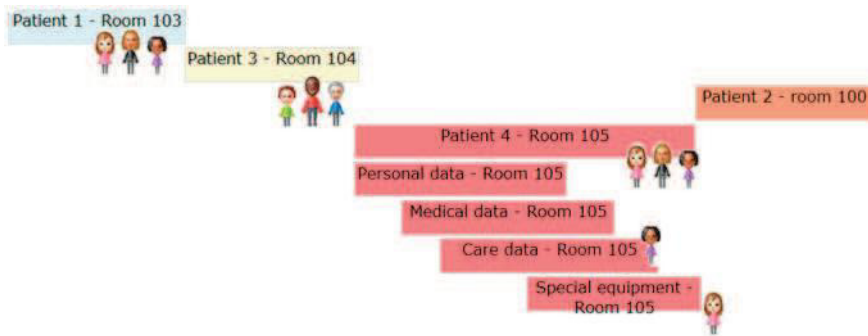 Patient 1 - Room 103
Patient 3 - Room 104
Patient 2 - room 100
Patient 4 - Room 105
Personal data - Room 105
Medical data - Room 105
Care data - Room 105
Special equipment -
Room 105